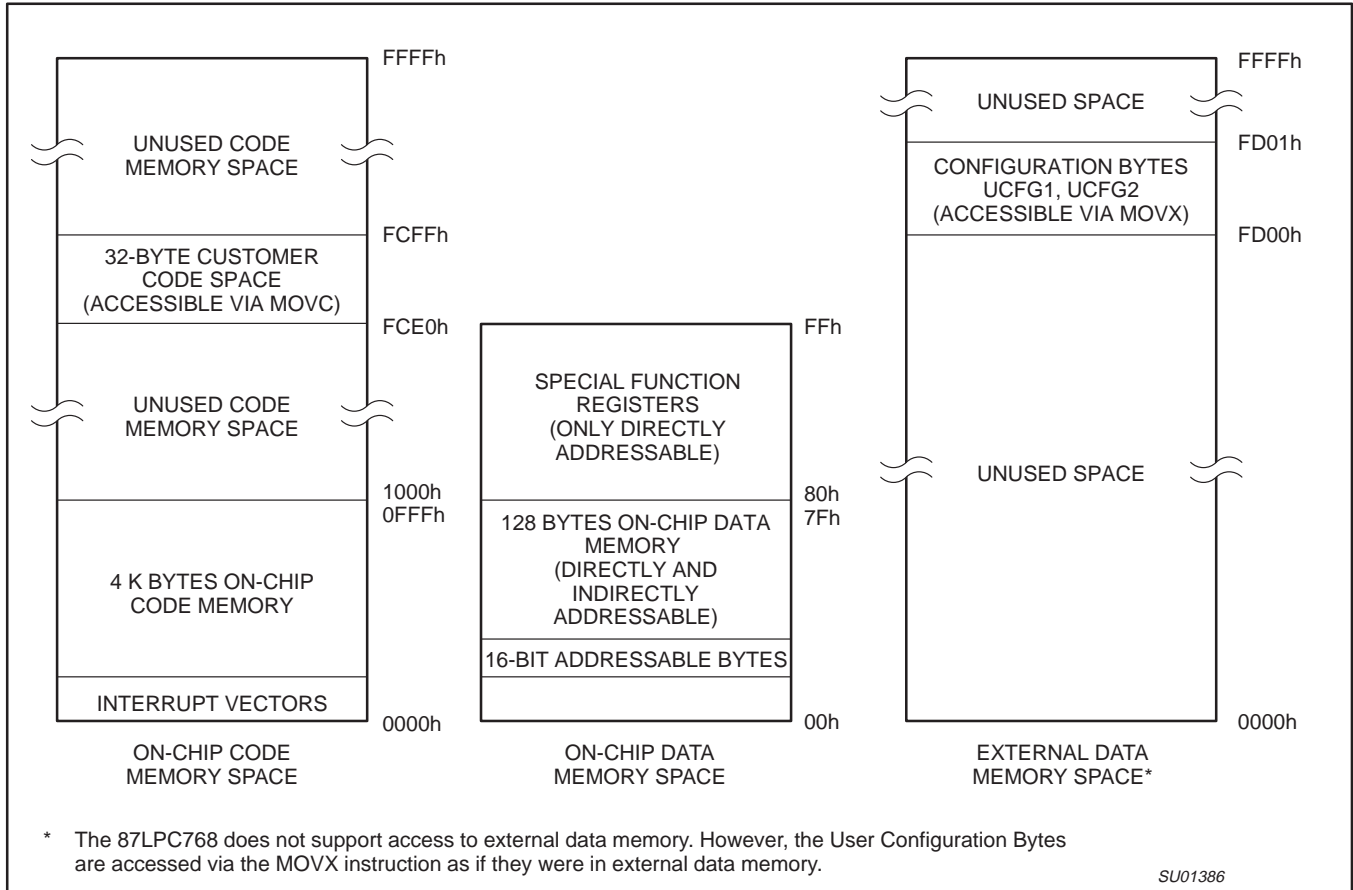 FFFFh
UNUSED CODE
MEMORY SPACE
FCFFh
32-BYTE CUSTOMER
CODE SPACE
(ACCESSIBLE VIA MOVC)
FCE0h
UNUSED CODE
MEMORY SPACE
1000h
0FFFh
4 K BYTES ON-CHIP
CODE MEMORY
INTERRUPT VECTORS
0000h
ON-CHIP CODE
MEMORY SPACE
FFh
SPECIAL FUNCTION
REGISTERS
(ONLY DIRECTLY
ADDRESSABLE)
80h
7Fh
128 BYTES ON-CHIP DATA
MEMORY
(DIRECTLY AND
INDIRECTLY
ADDRESSABLE)
16-BIT ADDRESSABLE BYTES
00h
ON-CHIP DATA
MEMORY SPACE
FFFFh
UNUSED SPACE
FD01h
CONFIGURATION BYTES
UCFG1, UCFG2
(ACCESSIBLE VIA MOVX)
FD00h
UNUSED SPACE
0000h
EXTERNAL DATA
MEMORY SPACE*
* The 87LPC768 does not support access to external data memory. However, the User Configuration Bytes
are accessed via the MOVX instruction as if they were in external data memory.
SU01386